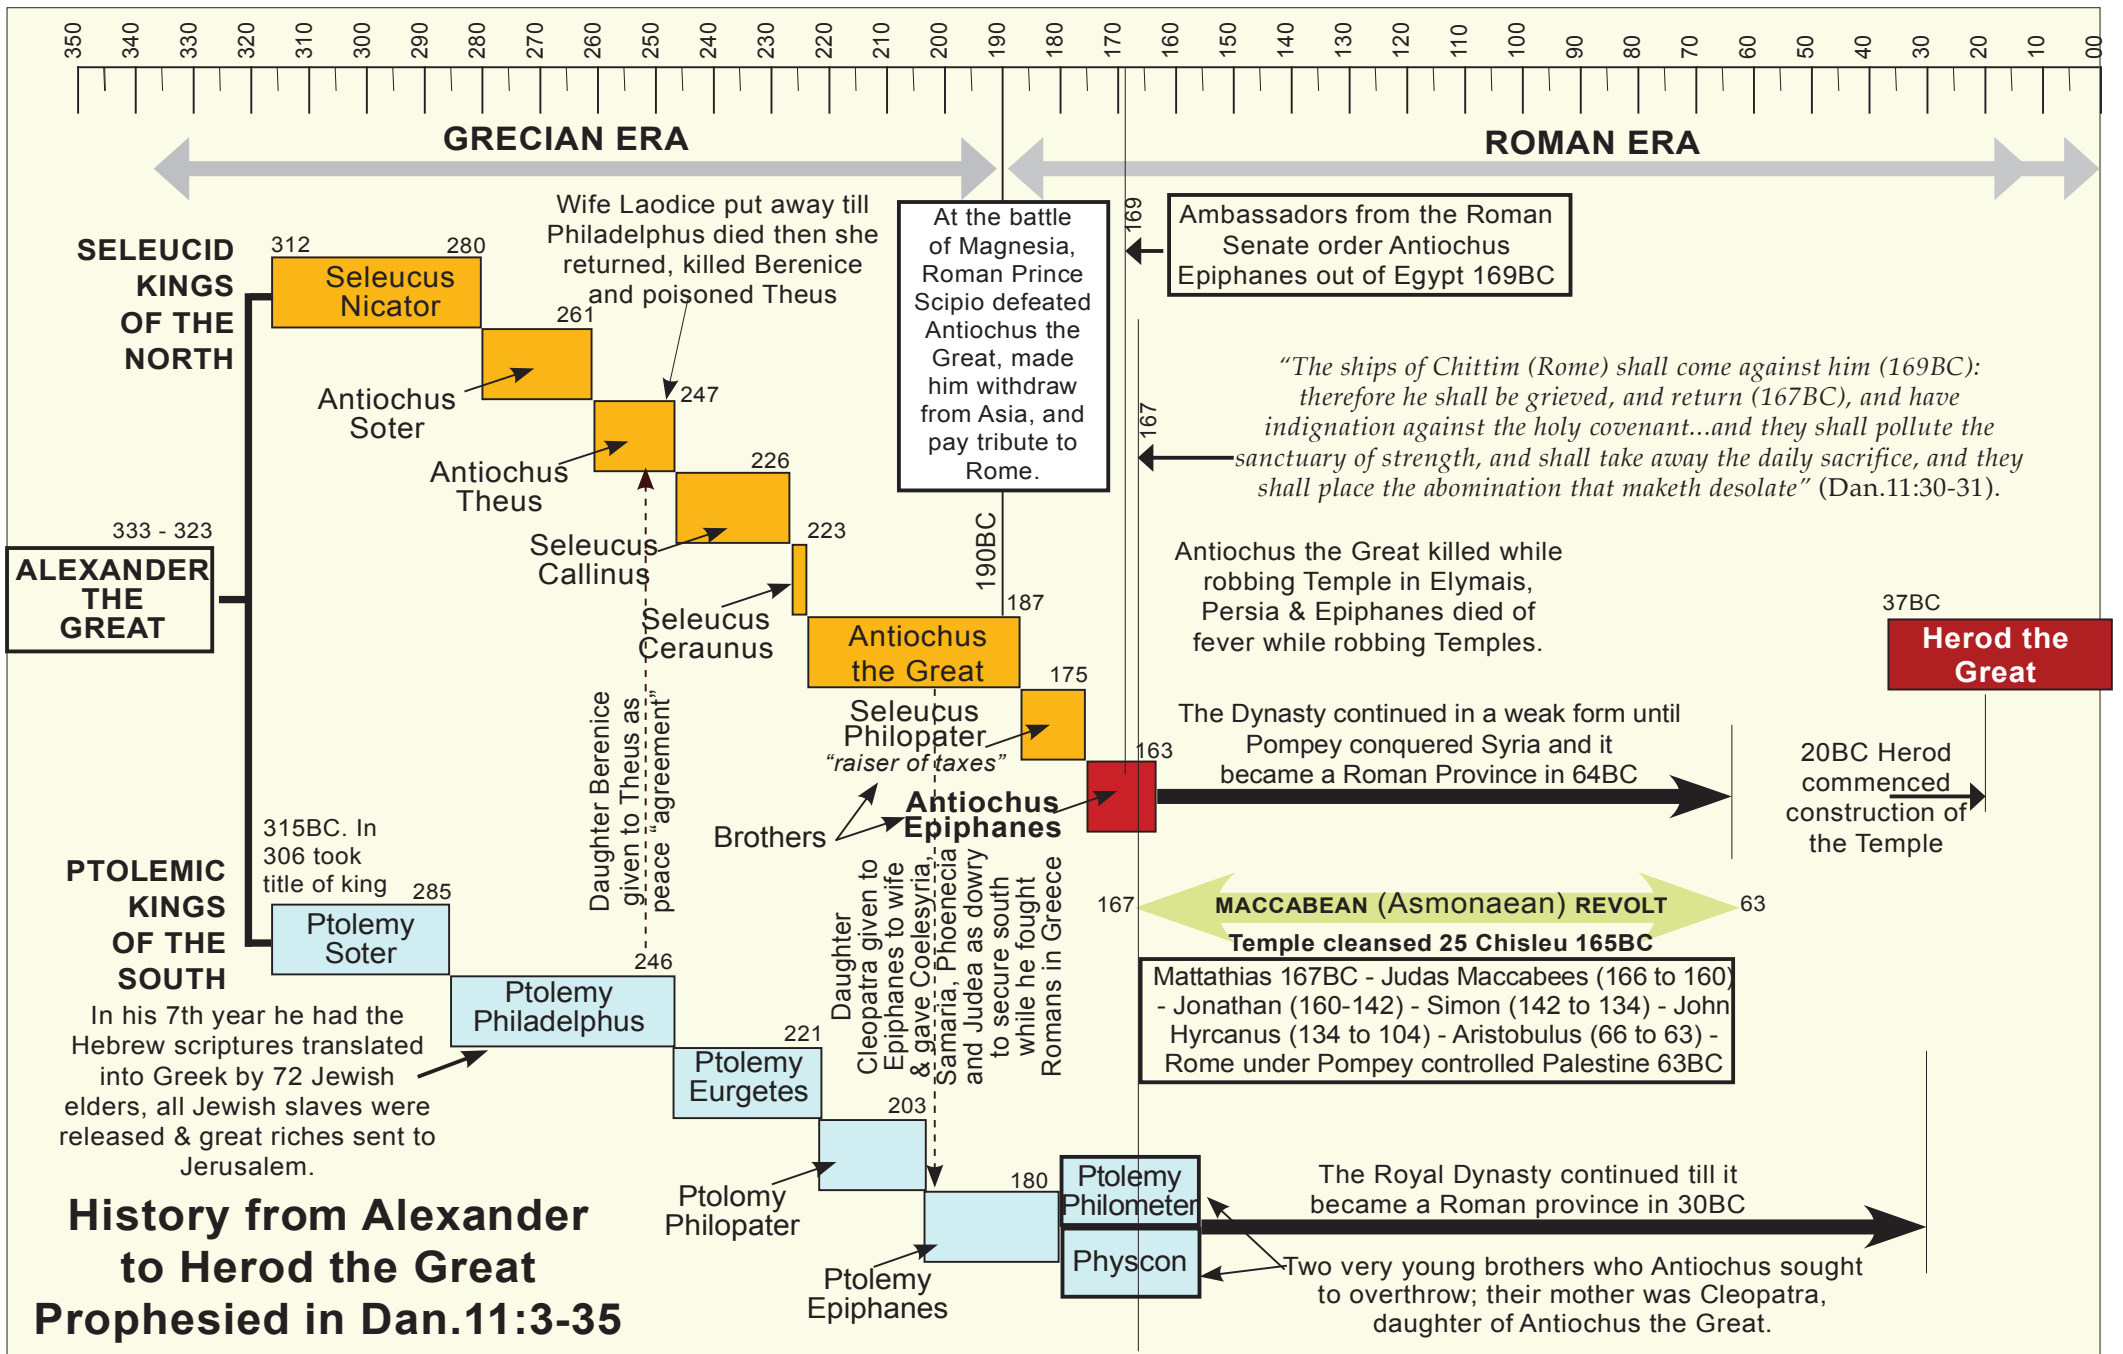 350 340 330 320 300 310 290 280 270 260 250 240 230 220 210 200 190 180 170 160 150 140 130 120 110 100 90 80 70 60 50 40 30 20 10 00
GRECIAN ERA
ROMAN ERA
SELEUCID
KINGS
OF THE
NORTH
312
280
Seleucus
Nicator
Wife Laodice put away till
Philadelphus died then she
returned, killed Berenice
and poisoned Theus
261
Antiochus
Soter
247
Antiochus
Theus
226
Seleucus
Callinus
223
Seleucus
Ceraunus
At the battle
of Magnesia,
Roman Prince
Scipio defeated
Antiochus the
Great, made
him withdraw
from Asia, and
pay tribute to
Rome.
190BC
187
Antiochus
the Great
169
Ambassadors from the Roman
Senate order Antiochus
Epiphanes out of Egypt 169BC
167
“The ships of Chittim (Rome) shall come against him (169BC):
therefore he shall be grieved, and return (167BC), and have
indignation against the holy covenant...and they shall pollute the
sanctuary of strength, and shall take away the daily sacrifice, and they
shall place the abomination that maketh desolate” (Dan.11:30-31).
333 - 323
ALEXANDER
THE
GREAT
Antiochus the Great killed while
robbing Temple in Elymais,
Persia & Epiphanes died of
fever while robbing Temples.
37BC
Herod the
Great
175
Seleucus
Philopater
“raiser of taxes”
163
Antiochus
Epiphanes
Brothers
The Dynasty continued in a weak form until
Pompey conquered Syria and it
became a Roman Province in 64BC
20BC Herod
commenced
construction of
the Temple
Daughter Berenice
given to Theus as
peace “agreement”
Daughter
Cleopatra given to
Epiphanes to wife
& gave Coelesyria,
Samaria, Phoenecia
and Judea as dowry
to secure south
while he fought
Romans in Greece
167
MACCABEAN (Asmonaean) REVOLT
63
Temple cleansed 25 Chisleu 165BC
Mattathias 167BC - Judas Maccabees (166 to 160)
- Jonathan (160-142) - Simon (142 to 134) - John
Hyrcanus (134 to 104) - Aristobulus (66 to 63) -
Rome under Pompey controlled Palestine 63BC
PTOLEMIC
KINGS
OF THE
SOUTH
315BC. In
306 took
title of king
285
Ptolemy
Soter
246
Ptolemy
Philadelphus
In his 7th year he had the
Hebrew scriptures translated
into Greek by 72 Jewish
elders, all Jewish slaves were
released & great riches sent to
Jerusalem.
221
Ptolemy
Eurgetes
203
Ptolomy
Philopater
180
Ptolemy
Epiphanes
Ptolemy
Philometer
Physcon
The Royal Dynasty continued till it
became a Roman province in 30BC
Two very young brothers who Antiochus sought
to overthrow; their mother was Cleopatra,
daughter of Antiochus the Great.
History from Alexander
to Herod the Great
Prophesied in Dan.11:3-35